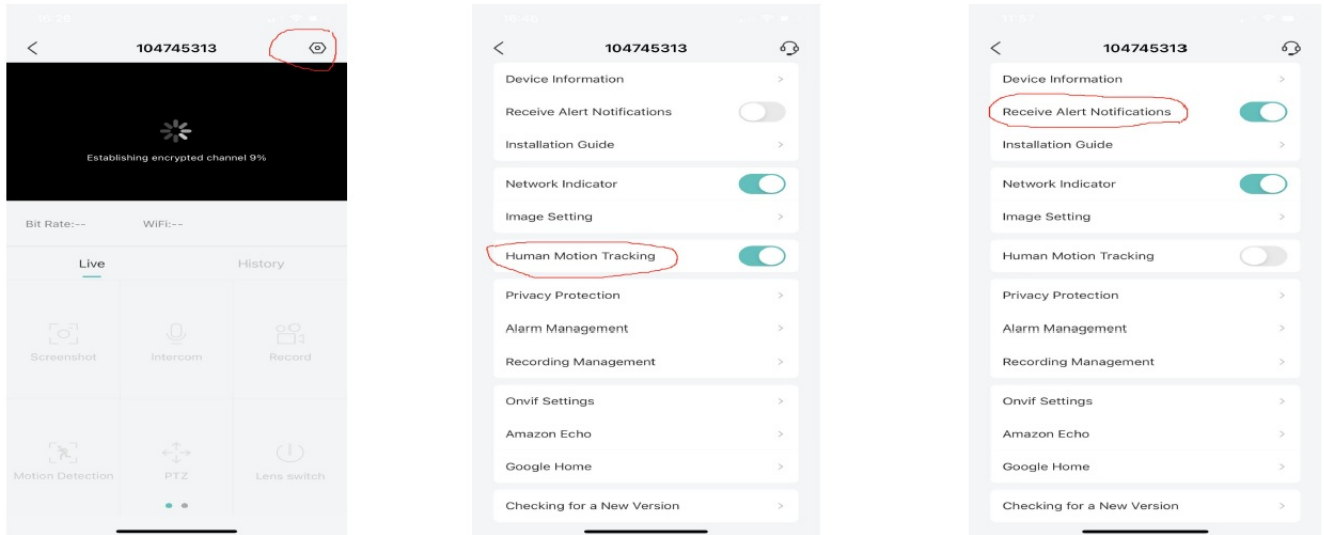 104745313
Establishing encrypted channel 9%
Bit Rate:-- WiFi:--
Live History
Screenshot Intercom Record
Motion Detection PTZ Lens switch
104745313
Device Information
Receive Alert Notifications
Installation Guide
Network Indicator
Image Setting
Human Motion Tracking
Privacy Protection
Alarm Management
Recording Management
Onvif Settings
Amazon Echo
Google Home
Checking for a New Version
104745313
Device Information
Receive Alert Notifications
Installation Guide
Network Indicator
Image Setting
Human Motion Tracking
Privacy Protection
Alarm Management
Recording Management
Onvif Settings
Amazon Echo
Google Home
Checking for a New Version